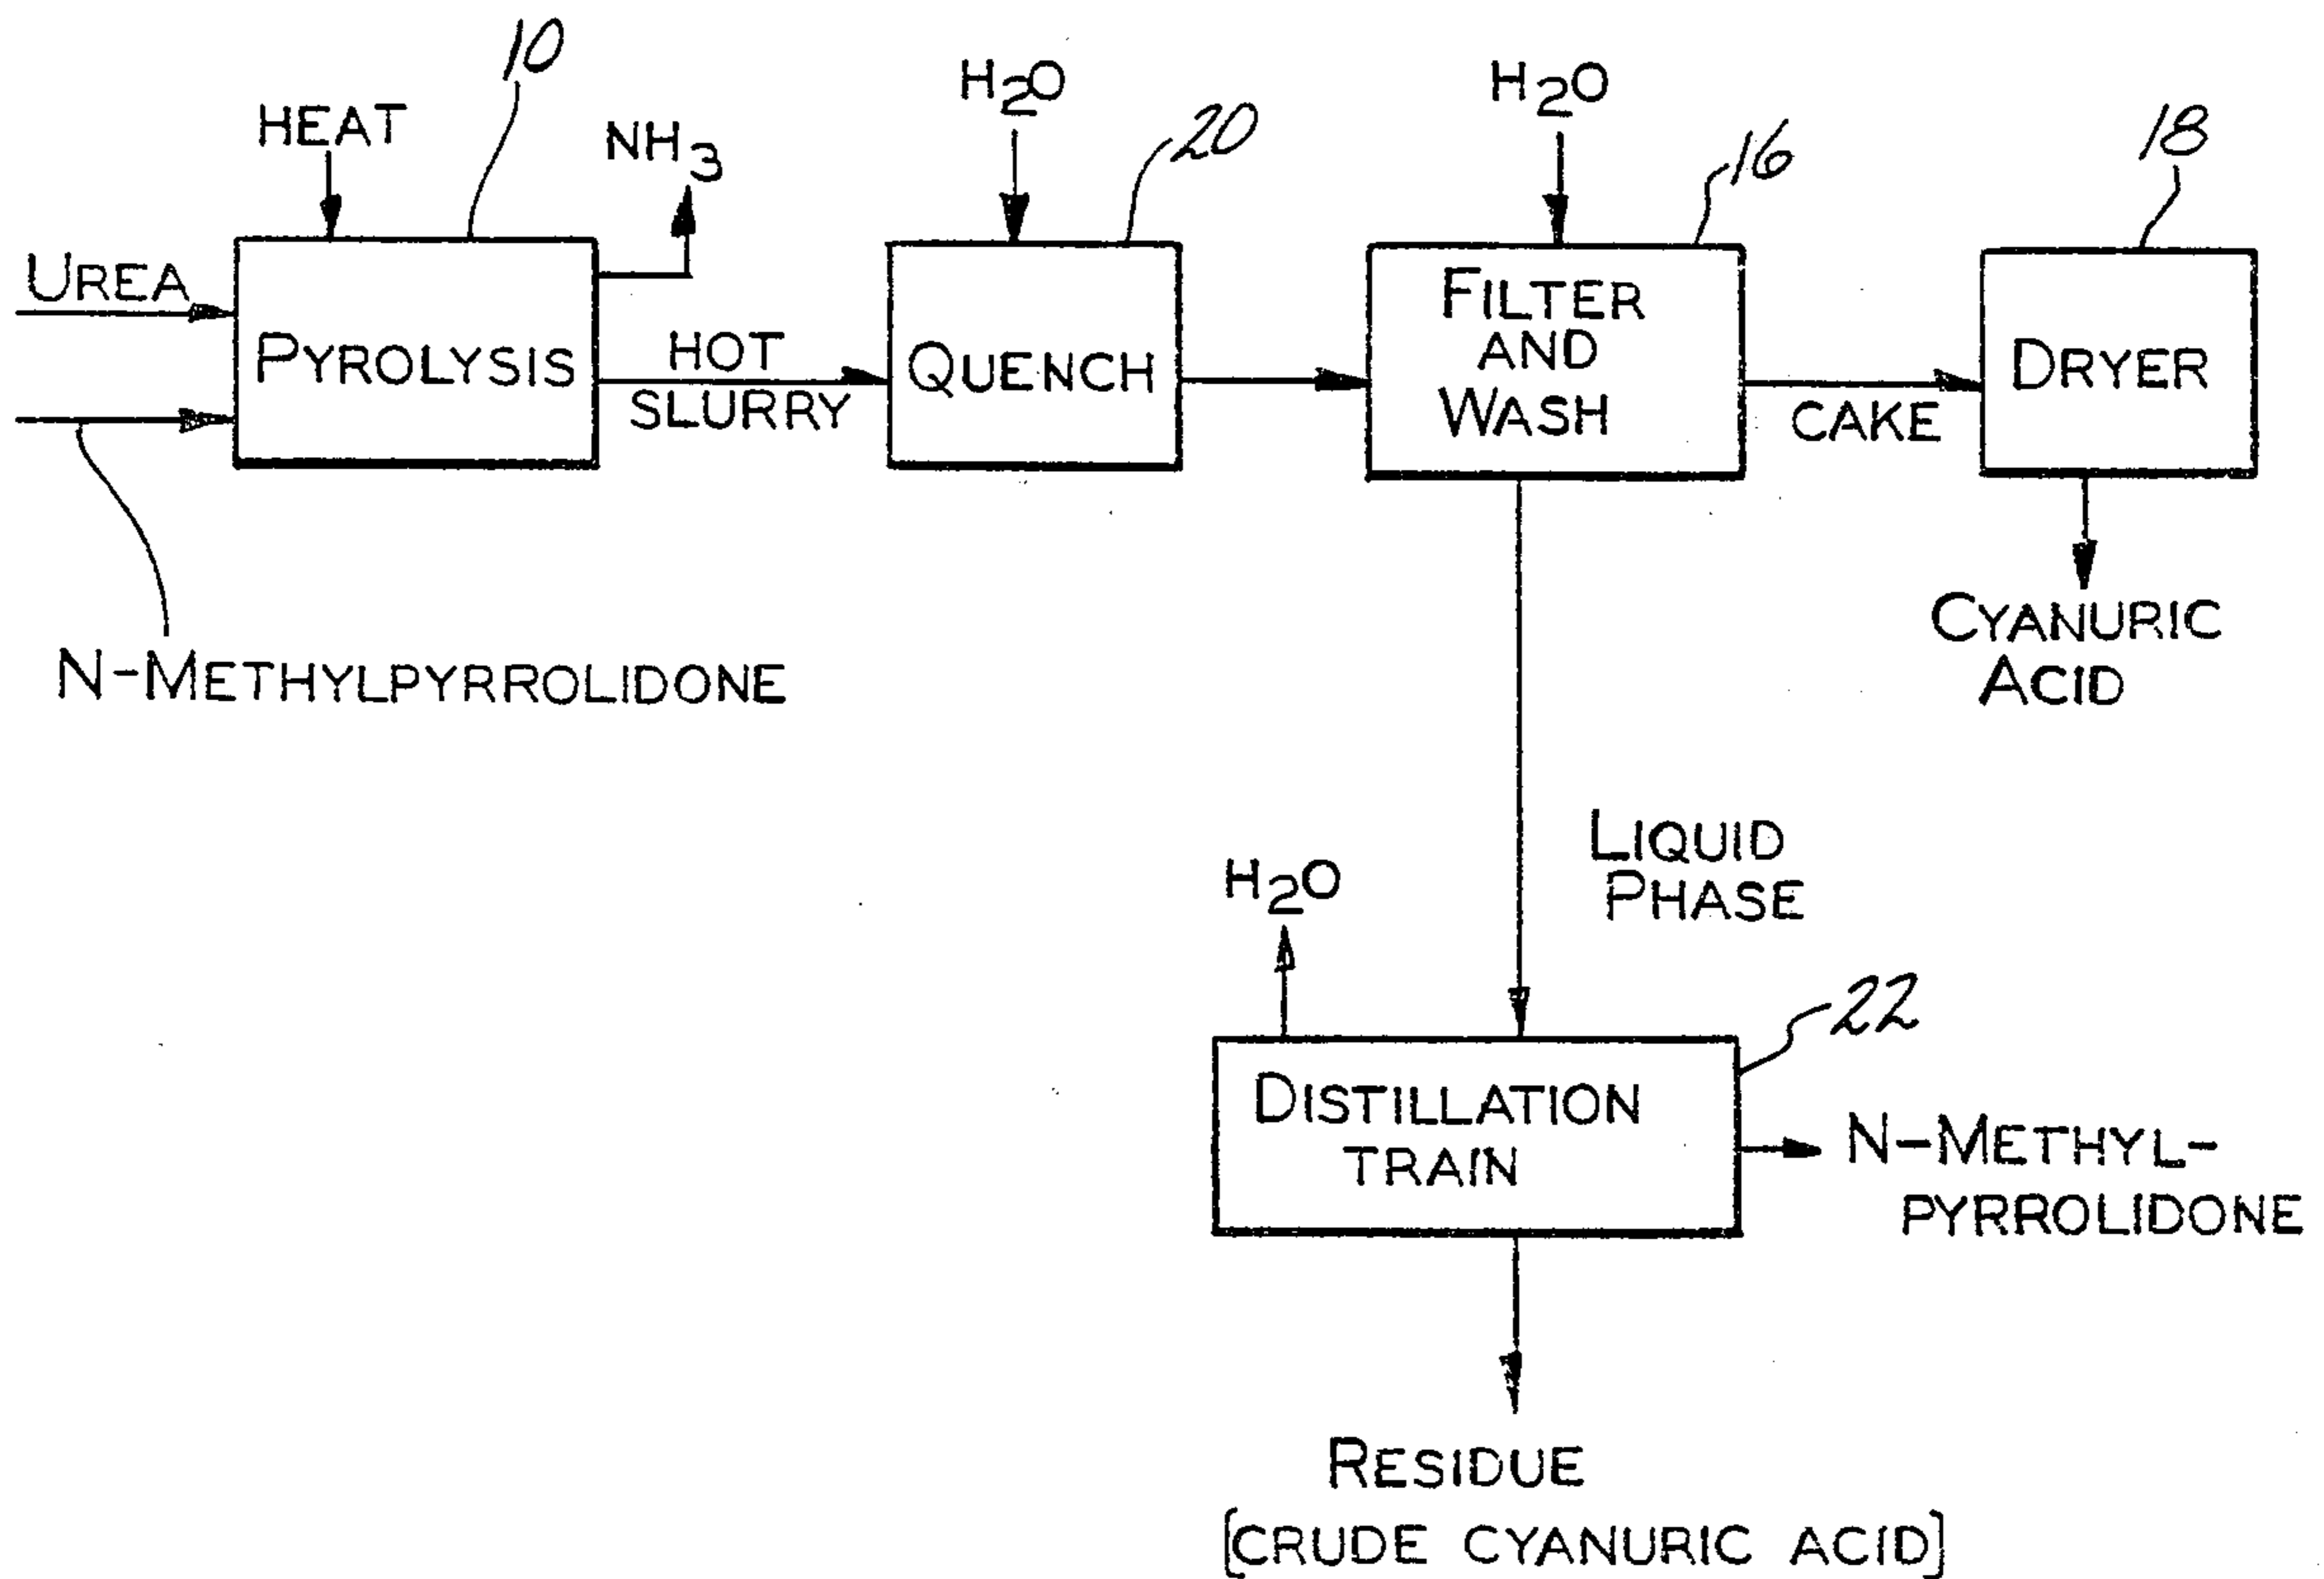 10
HEAT
NH3
H2O
20
H2O
16
18
UREA
PYROLYSIS
HOT
SLURRY
QUENCH
FILTER
AND
WASH
CAKE
DRYER
N-METHYLPYRROLIDONE
CYANURIC
ACID
LIQUID
PHASE
H2O
22
DISTILLATION
TRAIN
N-METHYL-
PYRROLIDONE
RESIDUE
[CRUDE CYANURIC ACID]